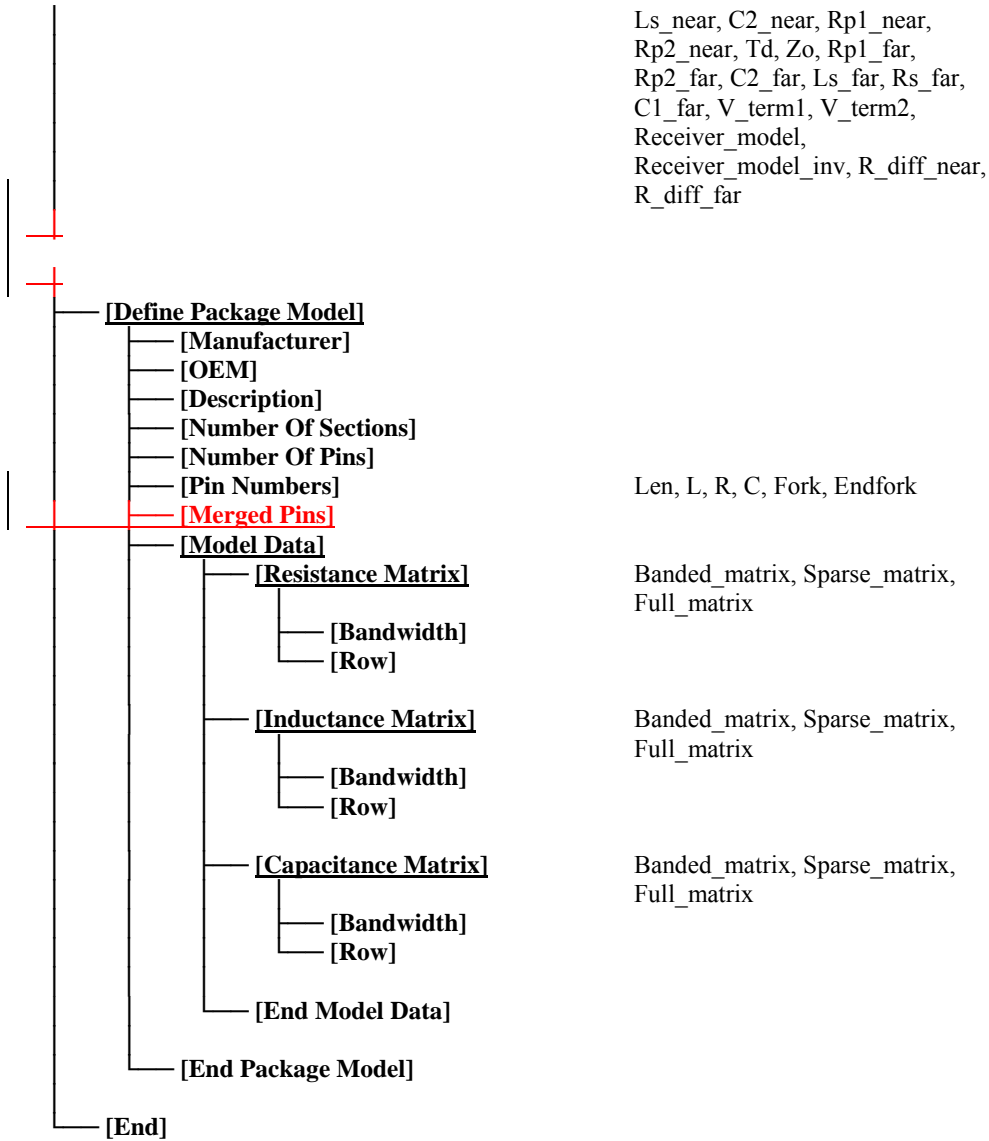 Ls_near, C2_near, Rp1_near,
Rp2_near, Td, Zo, Rp1_far,
Rp2_far, C2_far, Ls_far, Rs_far,
C1_far, V_term1, V_term2,
Receiver_model,
Receiver_model_inv, R_diff_near,
R_diff_far
[Define Package Model]
[Manufacturer]
[OEM]
[Description]
[Number Of Sections]
[Number Of Pins]
[Pin Numbers] Len, L, R, C, Fork, Endfork
[Merged Pins]
[Model Data]
[Resistance Matrix] Banded_matrix, Sparse_matrix,
Full_matrix
[Bandwidth]
[Row]
[Inductance Matrix] Banded_matrix, Sparse_matrix,
Full_matrix
[Bandwidth]
[Row]
[Capacitance Matrix] Banded_matrix, Sparse_matrix,
Full_matrix
[Bandwidth]
[Row]
[End Model Data]
[End Package Model]
[End]